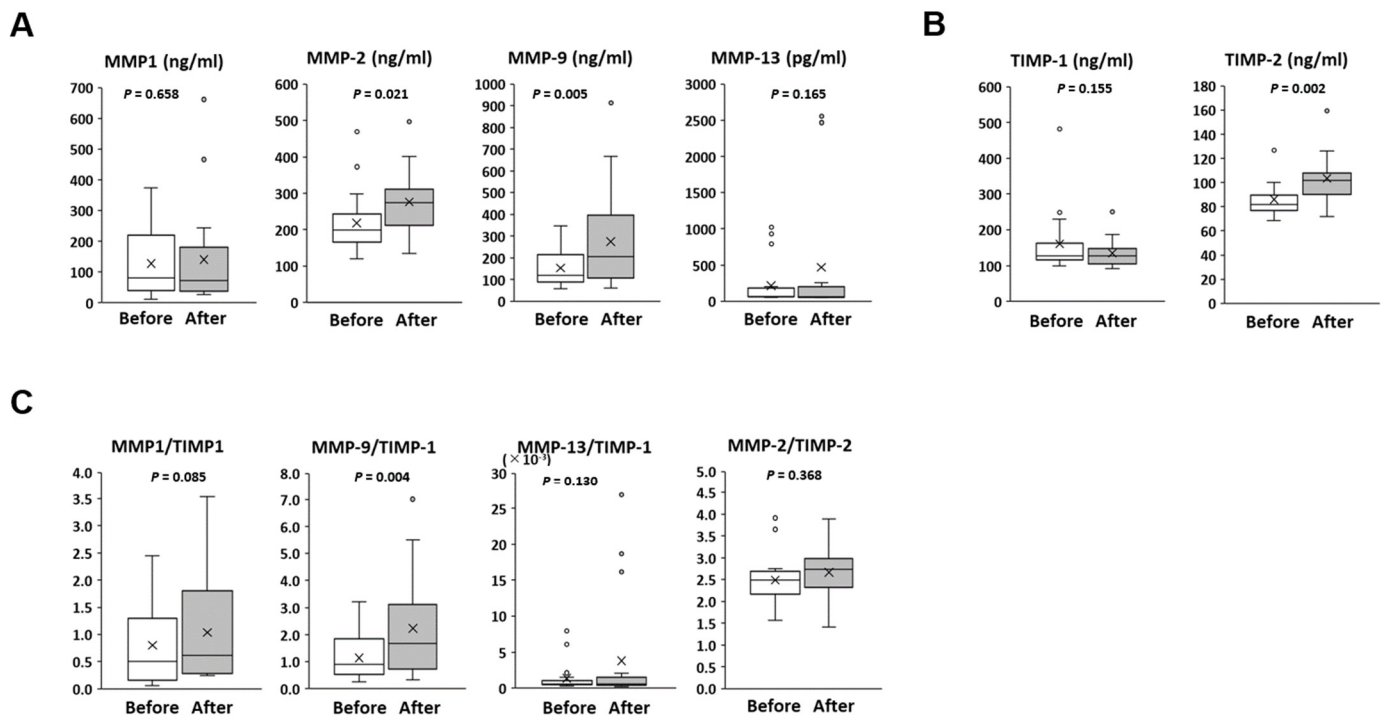 A
MMP1 (ng/ml)
P = 0.658
700
600
500
400
300
200
100
0
Before After
MMP-2 (ng/ml)
P = 0.021
600
500
400
300
200
100
0
Before After
MMP-9 (ng/ml)
P = 0.005
1000
900
800
700
600
500
400
300
200
100
0
Before After
MMP-13 (pg/ml)
P = 0.165
3000
2500
2000
1500
1000
500
0
Before After
B
TIMP-1 (ng/ml)
P = 0.155
600
500
400
300
200
100
0
Before After
TIMP-2 (ng/ml)
P = 0.002
180
160
140
120
100
80
60
40
20
0
Before After
C
MMP1/TIMP1
P = 0.085
4.0
3.5
3.0
2.5
2.0
1.5
1.0
0.5
0.0
Before After
MMP-9/TIMP-1
P = 0.004
8.0
7.0
6.0
5.0
4.0
3.0
2.0
1.0
0.0
Before After
MMP-13/TIMP-1
(× 10⁻³)
P = 0.130
30
25
20
15
10
5
0
Before After
MMP-2/TIMP-2
P = 0.368
5.0
4.5
4.0
3.5
3.0
2.5
2.0
1.5
1.0
0.5
0.0
Before After